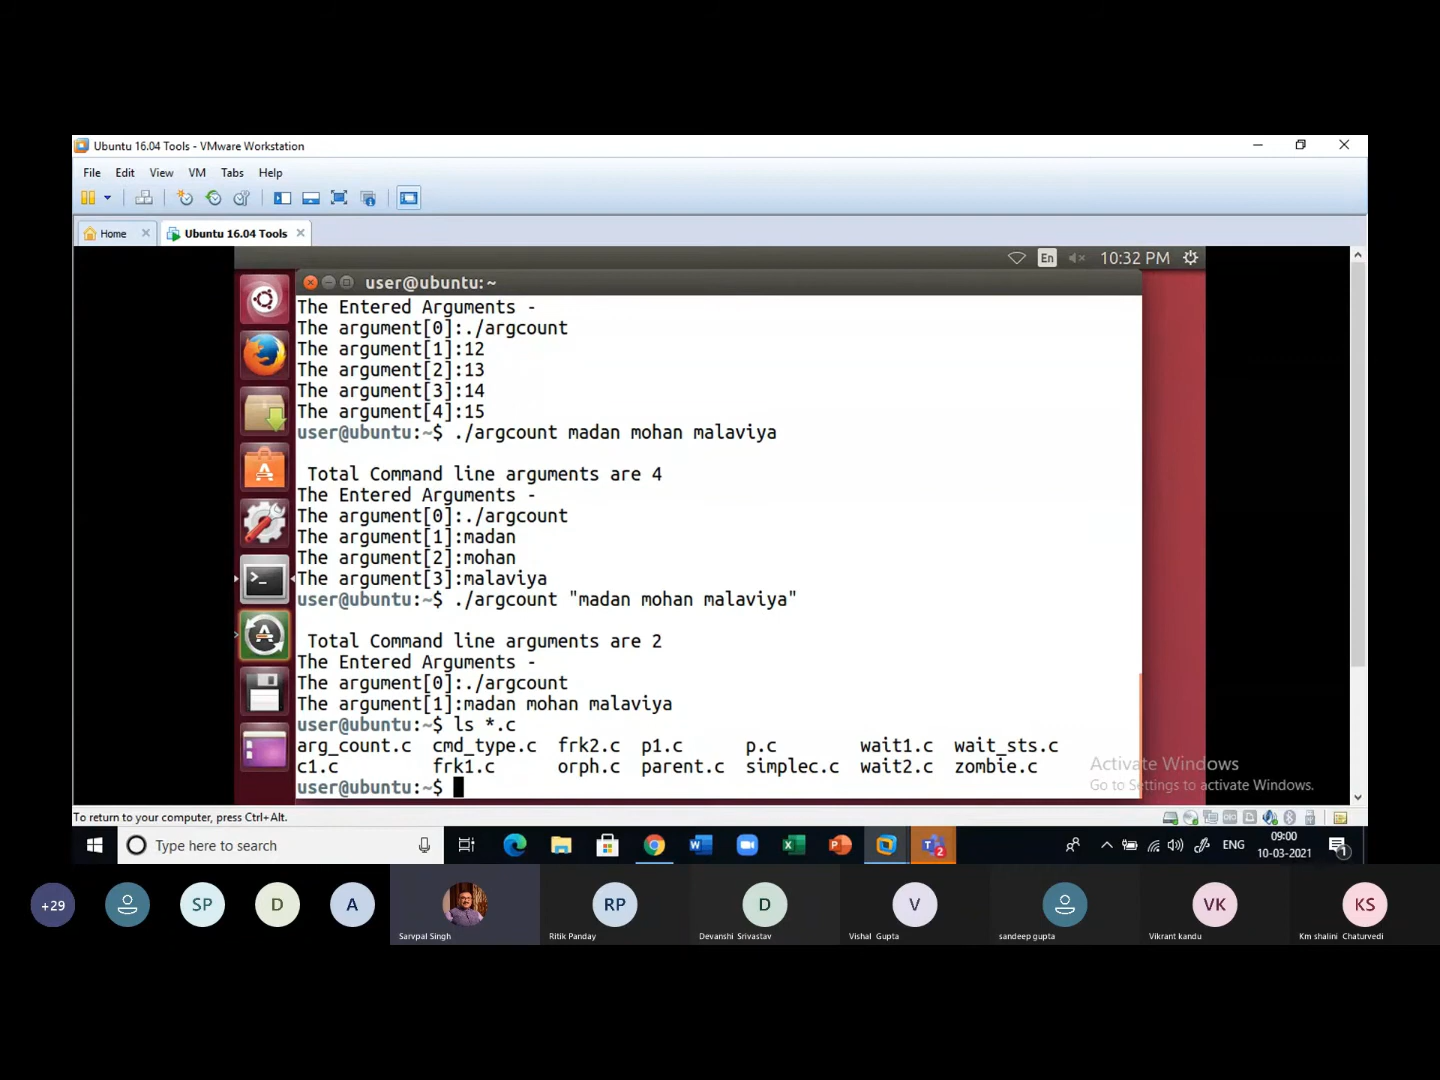 Ubuntu 16.04 Tools - VMware Workstation
File Edit View VM Tabs Help
Home Ubuntu 16.04 Tools
En 10:32 PM
user@ubuntu: ~
The Entered Arguments -
The argument[0]:./argcount
The argument[1]:12
The argument[2]:13
The argument[3]:14
The argument[4]:15
user@ubuntu:~$ ./argcount madan mohan malaviya
Total Command line arguments are 4
The Entered Arguments -
The argument[0]:./argcount
The argument[1]:madan
The argument[2]:mohan
The argument[3]:malaviya
user@ubuntu:~$ ./argcount "madan mohan malaviya"
Total Command line arguments are 2
The Entered Arguments -
The argument[0]:./argcount
The argument[1]:madan mohan malaviya
user@ubuntu:~$ ls *.c
arg_count.c cmd_type.c frk2.c p1.c p.c wait1.c wait_sts.c
c1.c frk1.c orph.c parent.c simplec.c wait2.c zombie.c
user@ubuntu:~$
Activate Windows
Go to Settings to activate Windows.
To return to your computer, press Ctrl+Alt.
Type here to search
ENG
09:00
10-03-2021
+29 SP D A RP D V VK KS
Sarvpal Singh Ritik Panday Devanshi Srivastav Vishal Gupta sandeep gupta Vikrant kandu Km shalini Chaturvedi